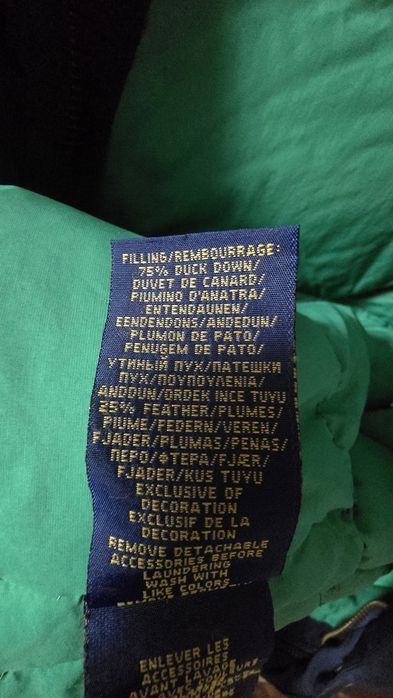 FILLING/REMBOURRAGE:
75% DUCK DOWN/
DUVET DE CANARD/
PIUMINO D'ANATRA/
ENTENDAUNEN/
EENDENDONS/ANDEDUN/
PLUMON DE PATO/
PENUGEM DE PATO/
УТИНЫЙ ПУХ/ПАТЕШКИ
ПУХ/ΠΟΥΠΟΥΛΕΝΙΑ/
ANDDUN/ORDEK INCE TUYU
25% FEATHER/PLUMES/
PIUME/FEDERN/VEREN/
FJADER/PLUMAS/PENAS/
ПЕРО/ΦΤΕΡΑ/FJÆR/
FJADER/KUS TUYU
EXCLUSIVE OF
DECORATION
EXCLUSIF DE LA
DECORATION
REMOVE DETACHABLE
ACCESSORIES BEFORE
LAUNDERING
WASH WITH
LIKE COLORS
ENLEVER LES
ACCESSOIRES
AVANT LAVAGE